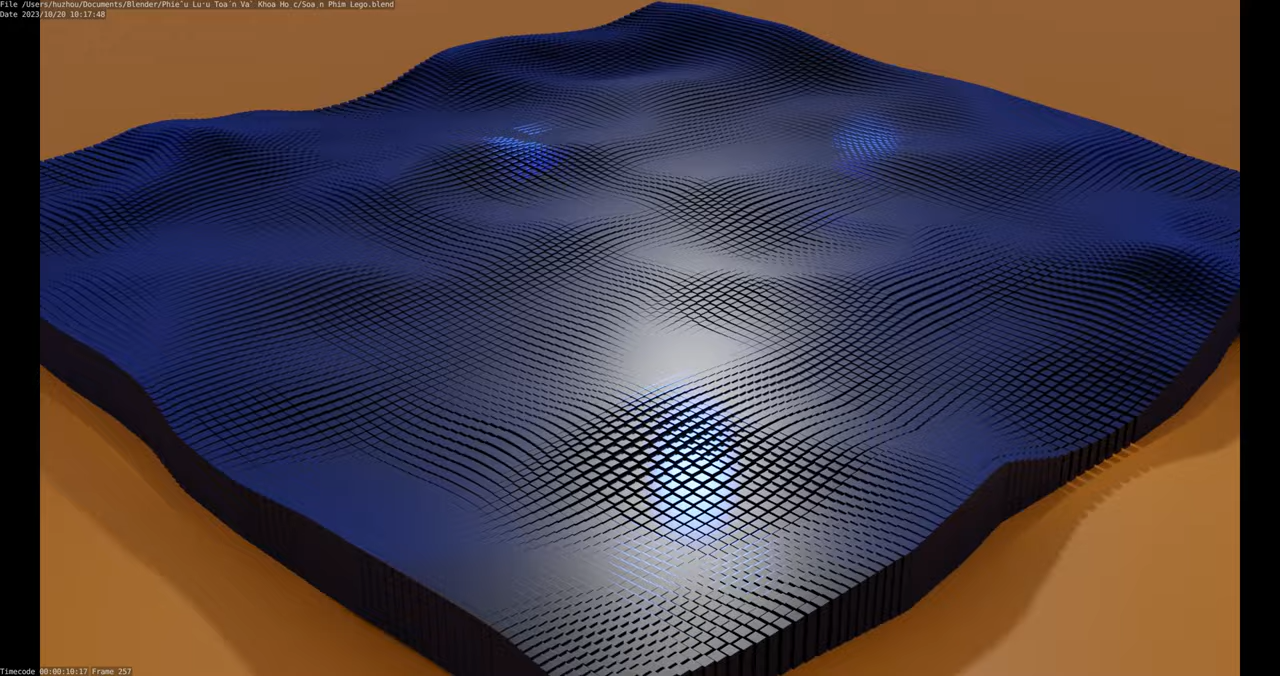 File /Users/huzhou/Documents/Blender/Phie`u Lu·u Toa´n Va` Khoa Ho c/Soa n Phim Lego.blend
Date 2023/10/20 10:17:48
Timecode 00:00:10:17 Frame 257